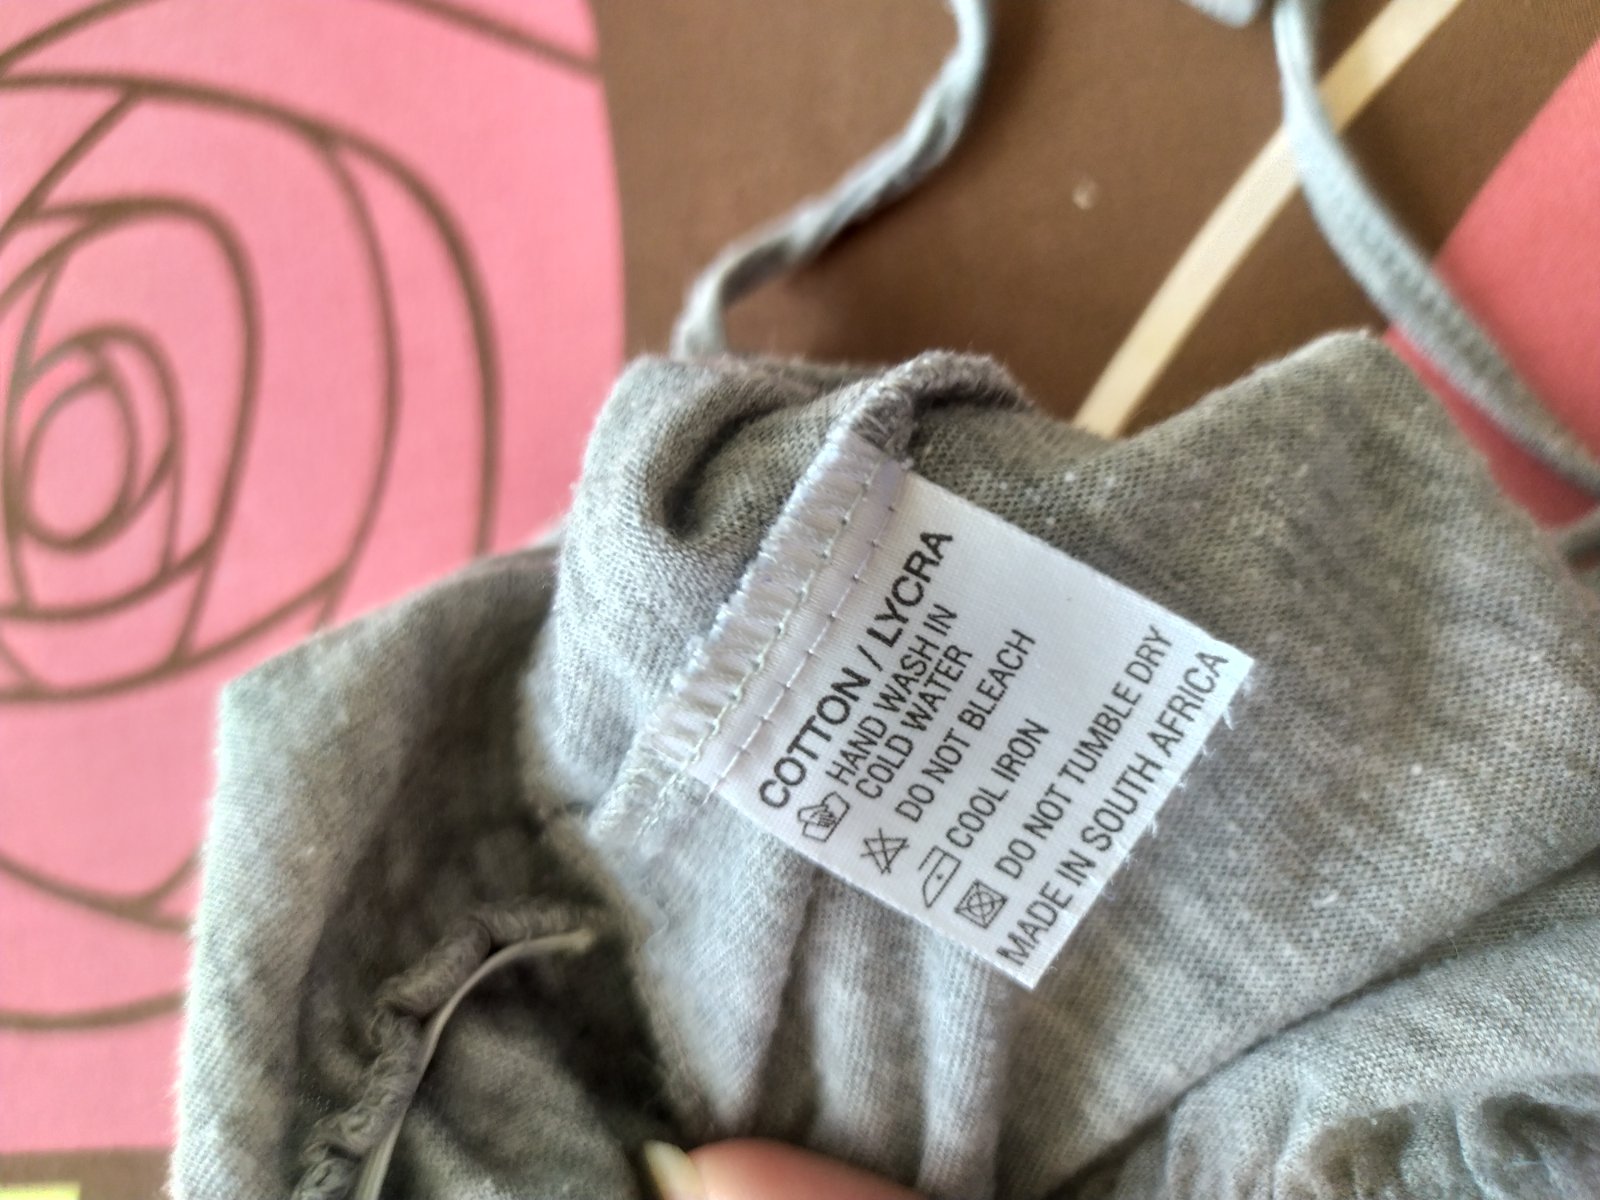 COTTON / LYCRA
HAND WASH IN
COLD WATER
DO NOT BLEACH
COOL IRON
DO NOT TUMBLE DRY
MADE IN SOUTH AFRICA